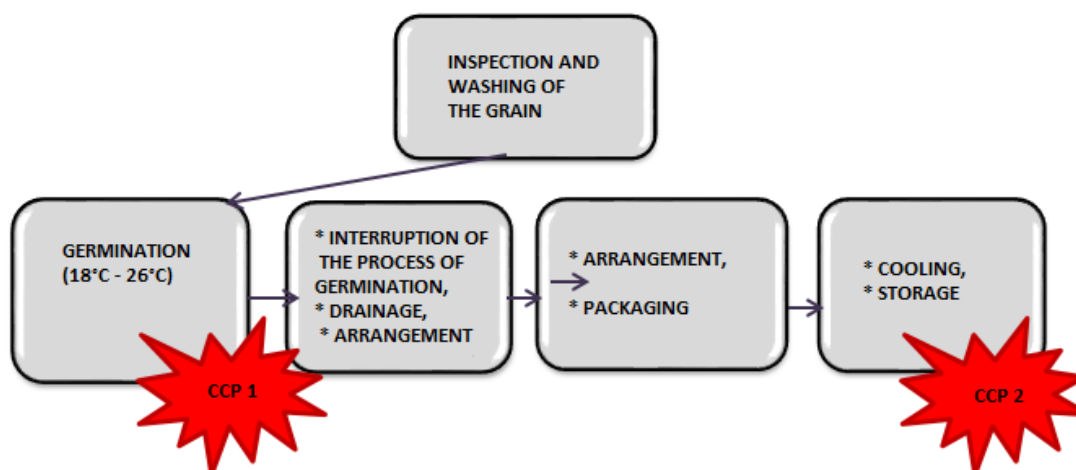 INSPECTION AND
WASHING OF
THE GRAIN
GERMINATION
(18°C - 26°C)
* INTERRUPTION OF
THE PROCESS OF
GERMINATION,
* DRAINAGE,
* ARRANGEMENT
* ARRANGEMENT,
* PACKAGING
* COOLING,
* STORAGE
CCP 1
CCP 2